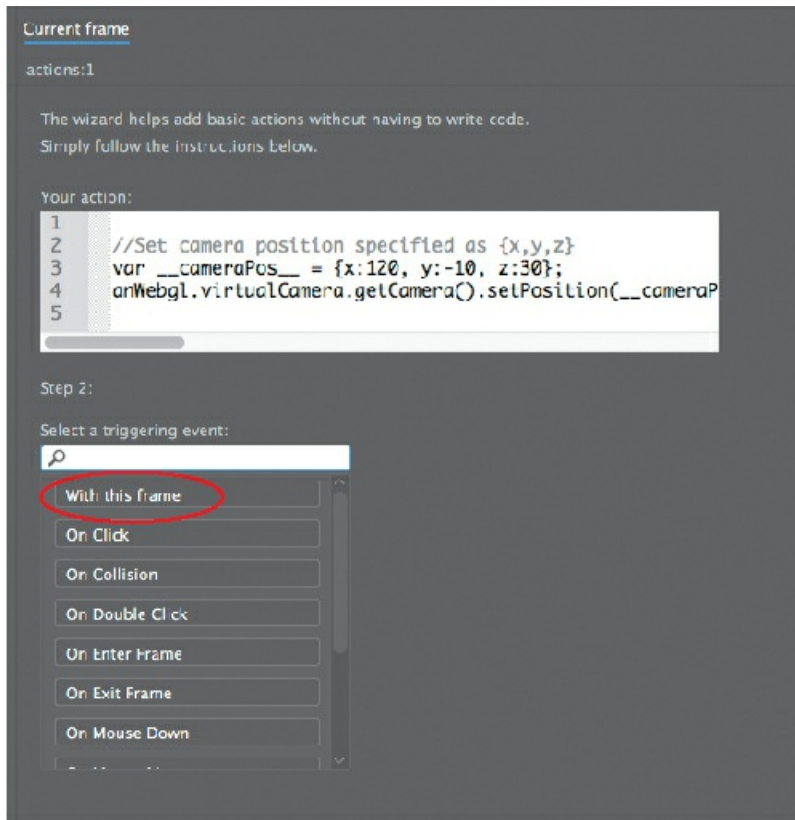 Current frame
actions:1
The wizard helps add basic actions without having to write code.
Simply follow the instructions below.
Your action:
1
2 //Set camera position specified as {x,y,z}
3 var __cameraPos__ = {x:120, y:-10, z:30};
4 anWebgl.virtualCamera.getCamera().setPosition(__cameraP
5
Step 2:
Select a triggering event:
With this frame
On Click
On Collision
On Double Click
On Enter Frame
On Exit Frame
On Mouse Down